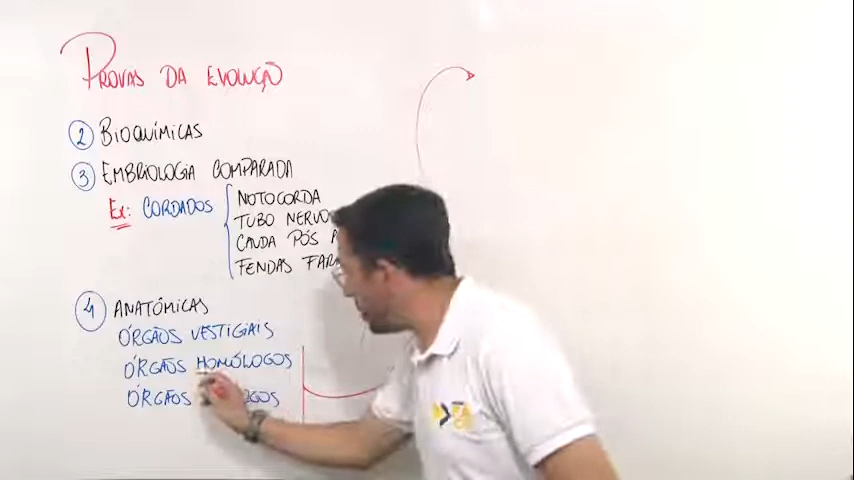 PROVAS DA EVOLUÇÃO
2 BIOQUÍMICAS
3 EMBRIOLOGIA COMPARADA
Ex: CORDADOS
NOTOCORDA
TUBO NERVO
CAUDA PÓS
FENDAS FAR
4 ANATÓMICAS
ÓRGÃOS VESTIGIAIS
ÓRGÃOS HOMÓLOGOS
ÓRGÃOS